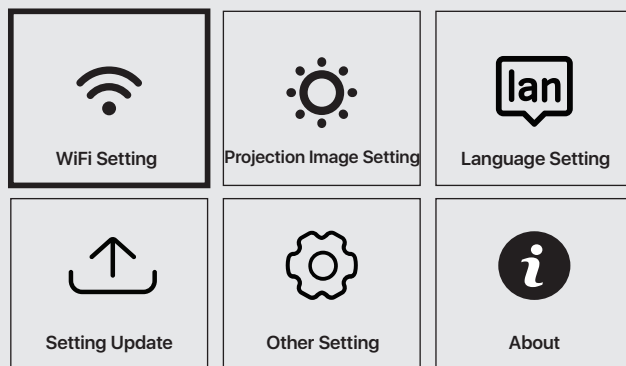 WiFi Setting
Projection Image Setting
lan
Language Setting
Setting Update
Other Setting
i
About